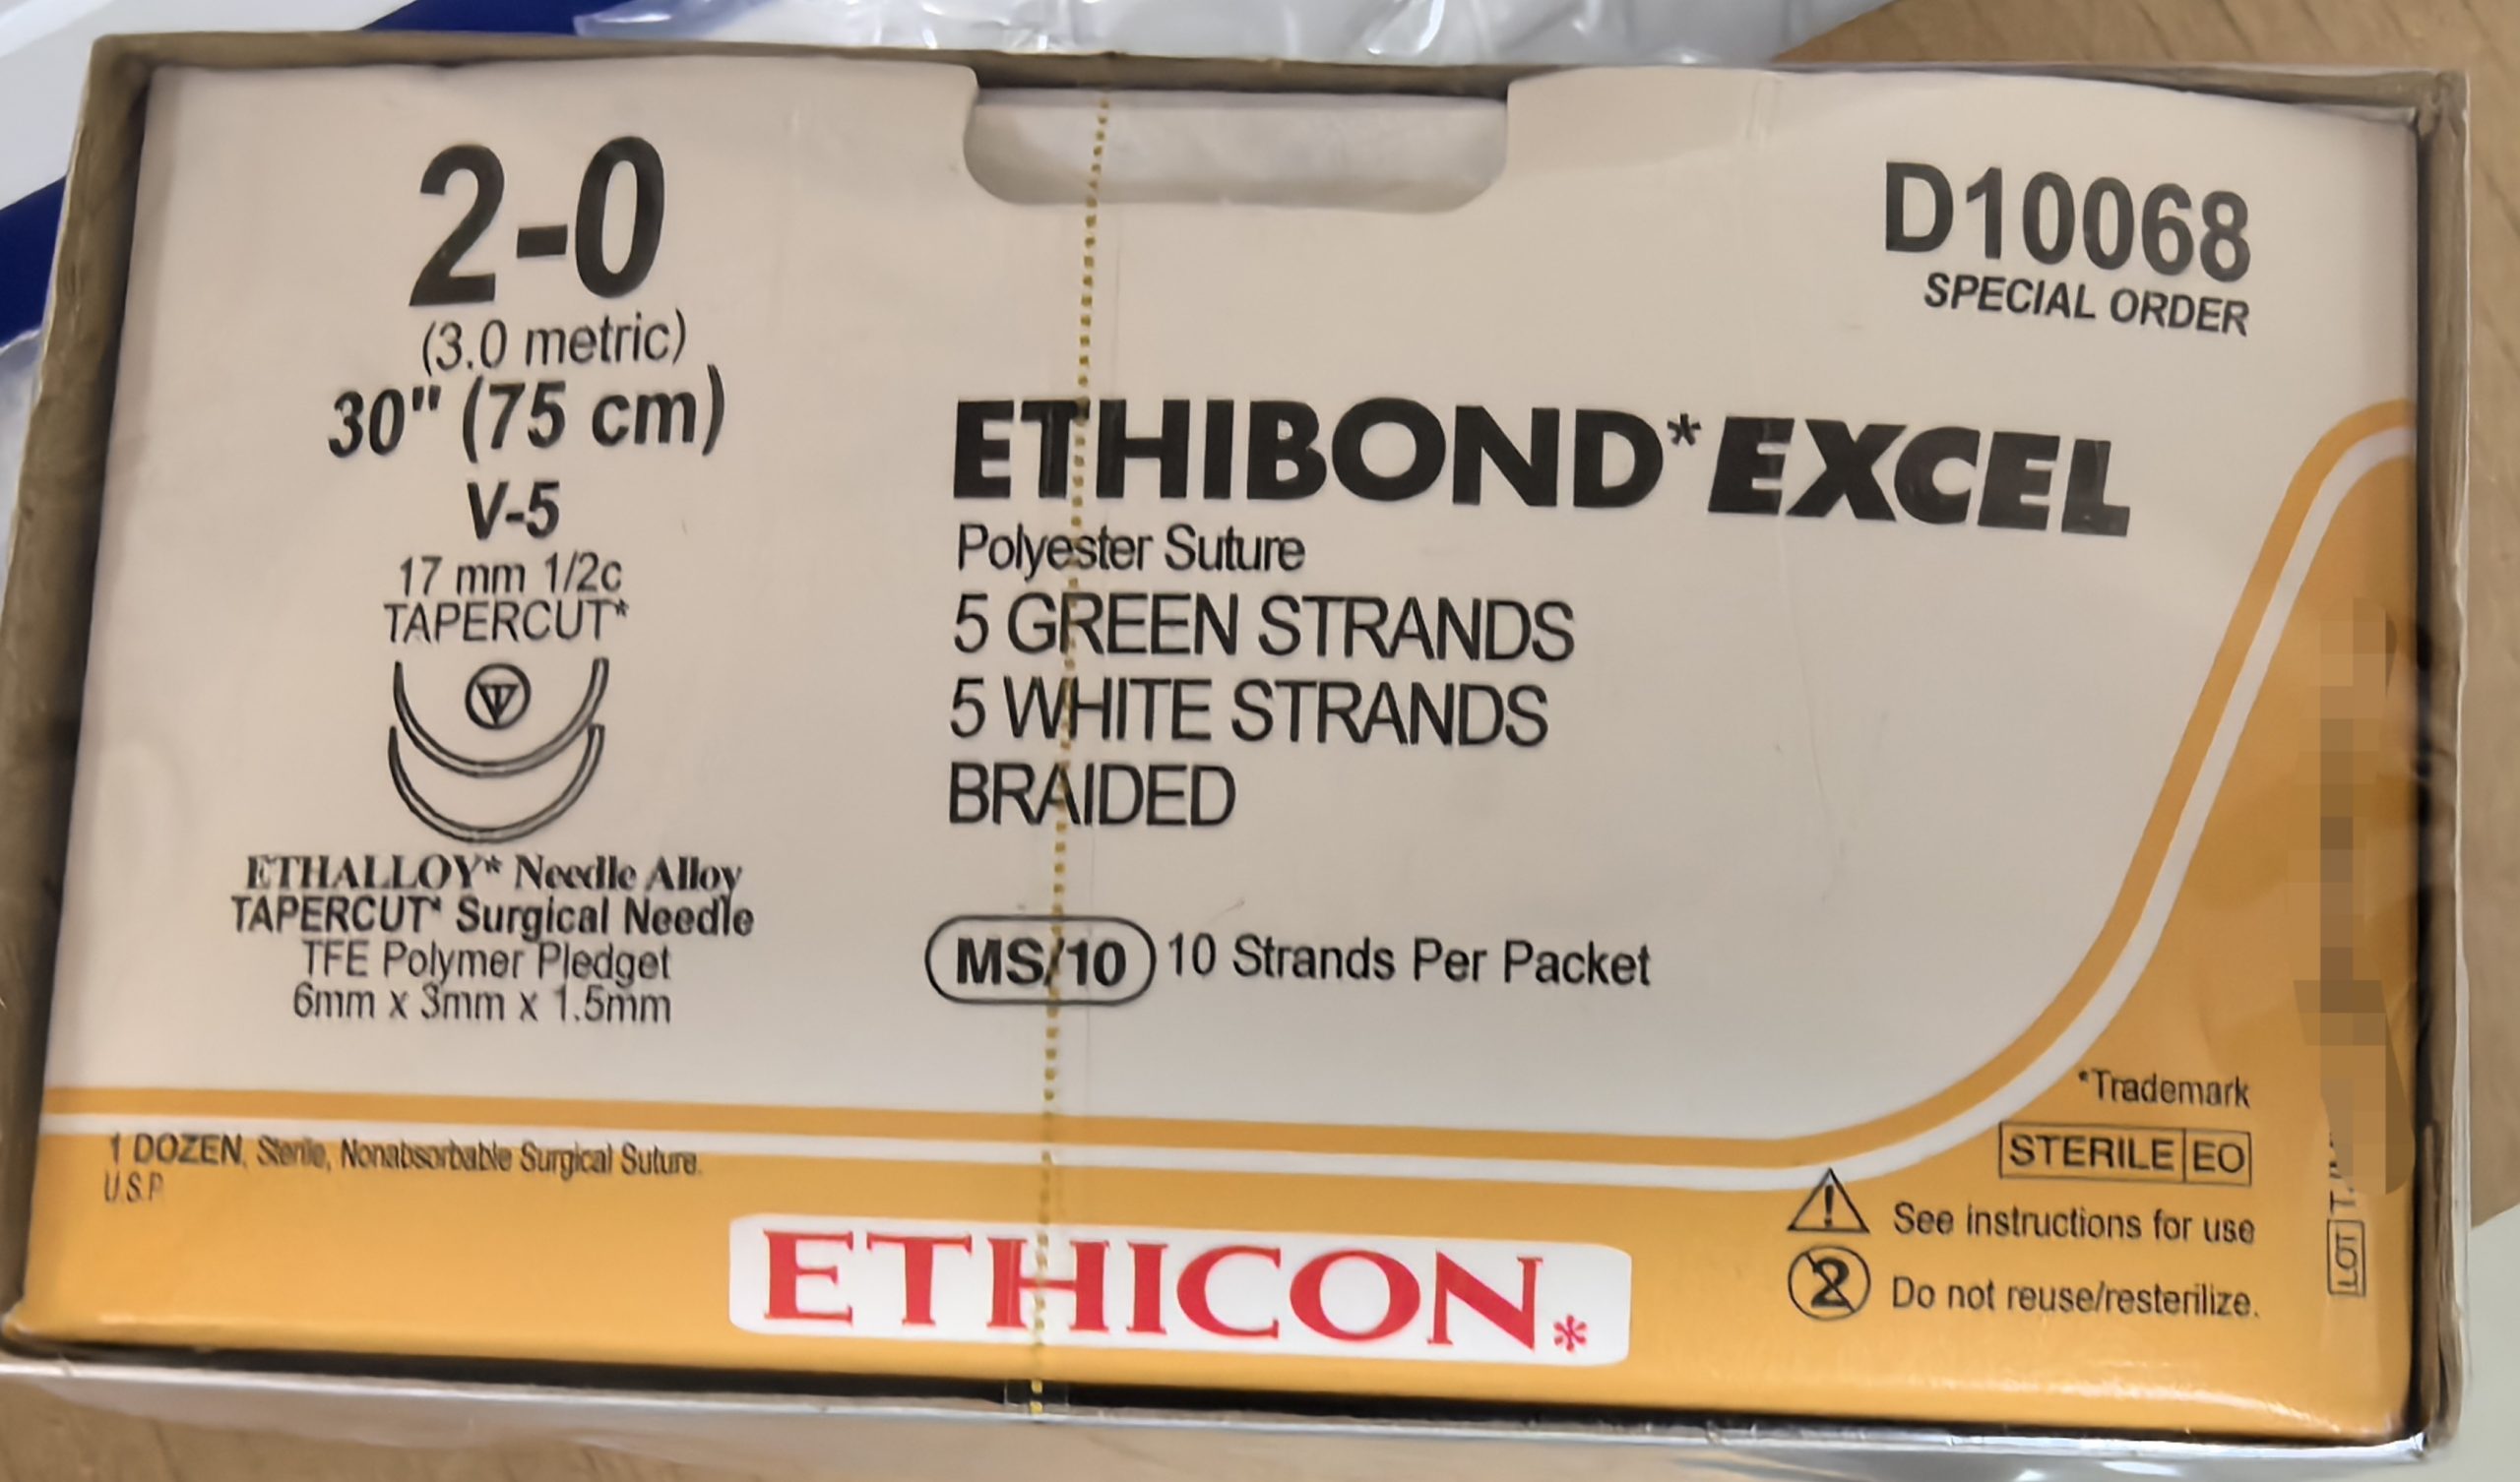 2-0
(3.0 metric)
30" (75 cm)
V-5
17 mm 1/2c
TAPERCUT*
ETHALLOY* Needle Alloy
TAPERCUT* Surgical Needle
TFE Polymer Pledget
6mm x 3mm x 1.5mm
D10068
SPECIAL ORDER
ETHIBOND* EXCEL
Polyester Suture
5 GREEN STRANDS
5 WHITE STRANDS
BRAIDED
MS/10 10 Strands Per Packet
1 DOZEN, Sterile, Nonabsorbable Surgical Suture.
U.S.P.
ETHICON*
*Trademark
STERILE EO
See instructions for use
2 Do not reuse/resterilize.
LOT